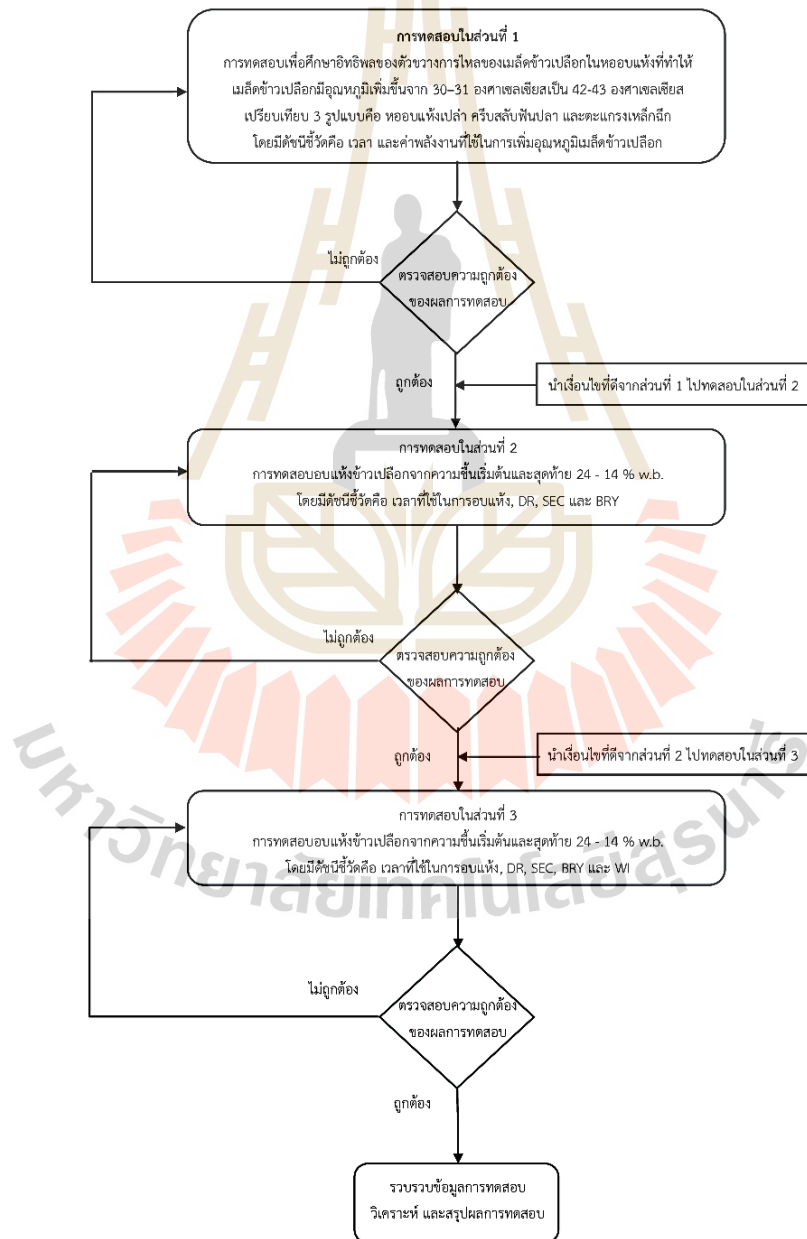 การทดสอบในส่วนที่ 1
การทดสอบเพื่อศึกษาอิทธิพลของตัวขวางการไหลของเมล็ดข้าวเปลือกในหออบแห้งที่ทำให้
เมล็ดข้าวเปลือกมีอุณหภูมิเพิ่มขึ้นจาก 30–31 องศาเซลเซียสเป็น 42-43 องศาเซลเซียส
เปรียบเทียบ 3 รูปแบบคือ หออบแห้งเปล่า ครีบสลับฟันปลา และตะแกรงเหล็กฉีก
โดยมีดัชนีชี้วัดคือ เวลา และค่าพลังงานที่ใช้ในการเพิ่มอุณหภูมิเมล็ดข้าวเปลือก
ไม่ถูกต้อง
ตรวจสอบความถูกต้อง
ของผลการทดสอบ
ถูกต้อง
นำเงื่อนไขที่ดีจากส่วนที่ 1 ไปทดสอบในส่วนที่ 2
การทดสอบในส่วนที่ 2
การทดสอบอบแห้งข้าวเปลือกจากความชื้นเริ่มต้นและสุดท้าย 24 - 14 % w.b.
โดยมีดัชนีชี้วัดคือ เวลาที่ใช้ในการอบแห้ง, DR, SEC และ BRY
ไม่ถูกต้อง
ตรวจสอบความถูกต้อง
ของผลการทดสอบ
ถูกต้อง
นำเงื่อนไขที่ดีจากส่วนที่ 2 ไปทดสอบในส่วนที่ 3
การทดสอบในส่วนที่ 3
การทดสอบอบแห้งข้าวเปลือกจากความชื้นเริ่มต้นและสุดท้าย 24 - 14 % w.b.
โดยมีดัชนีชี้วัดคือ เวลาที่ใช้ในการอบแห้ง, DR, SEC, BRY และ WI
มหาวิทยาลัยเทคโนโลยีสุรนารี
ไม่ถูกต้อง
ตรวจสอบความถูกต้อง
ของผลการทดสอบ
ถูกต้อง
รวบรวบข้อมูลการทดสอบ
วิเคราะห์ และสรุปผลการทดสอบ